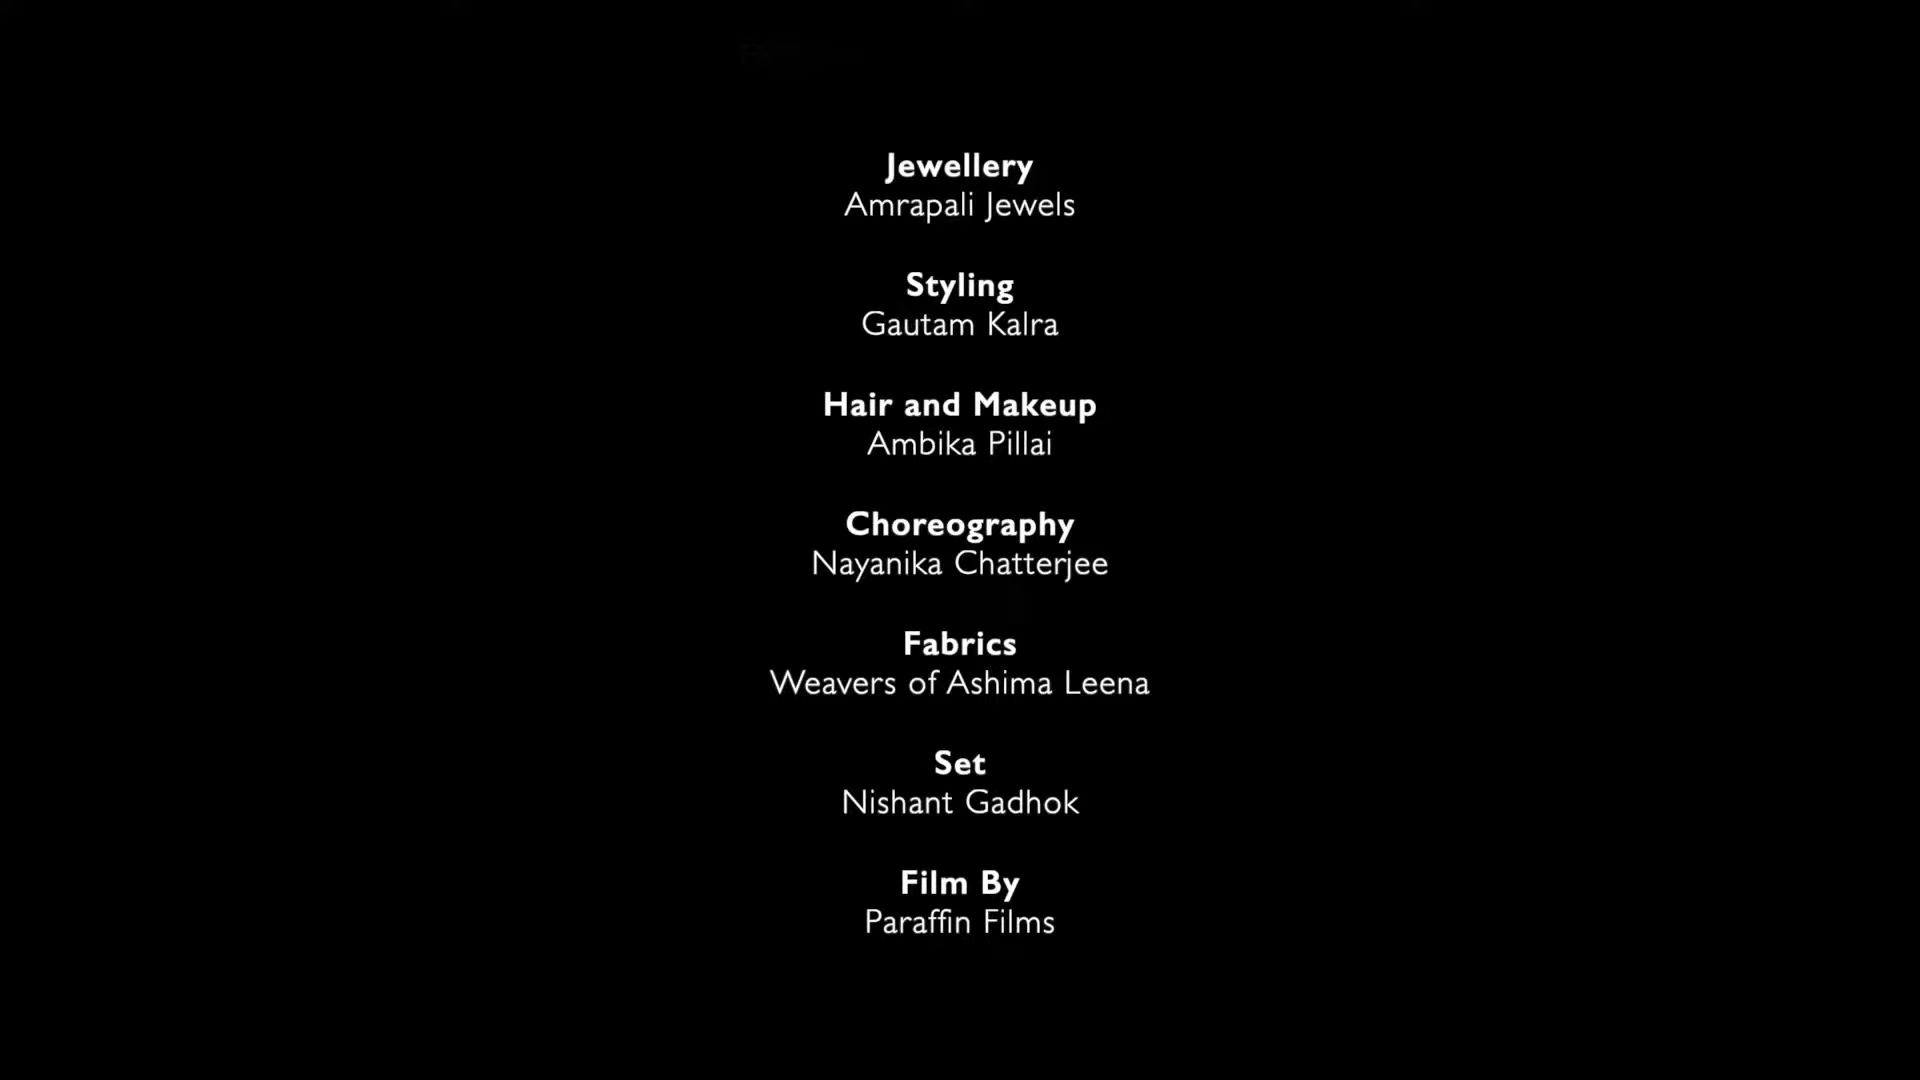 Jewellery
Amrapali Jewels
Styling
Gautam Kalra
Hair and Makeup
Ambika Pillai
Choreography
Nayanika Chatterjee
Fabrics
Weavers of Ashima Leena
Set
Nishant Gadhok
Film By
Paraffin Films